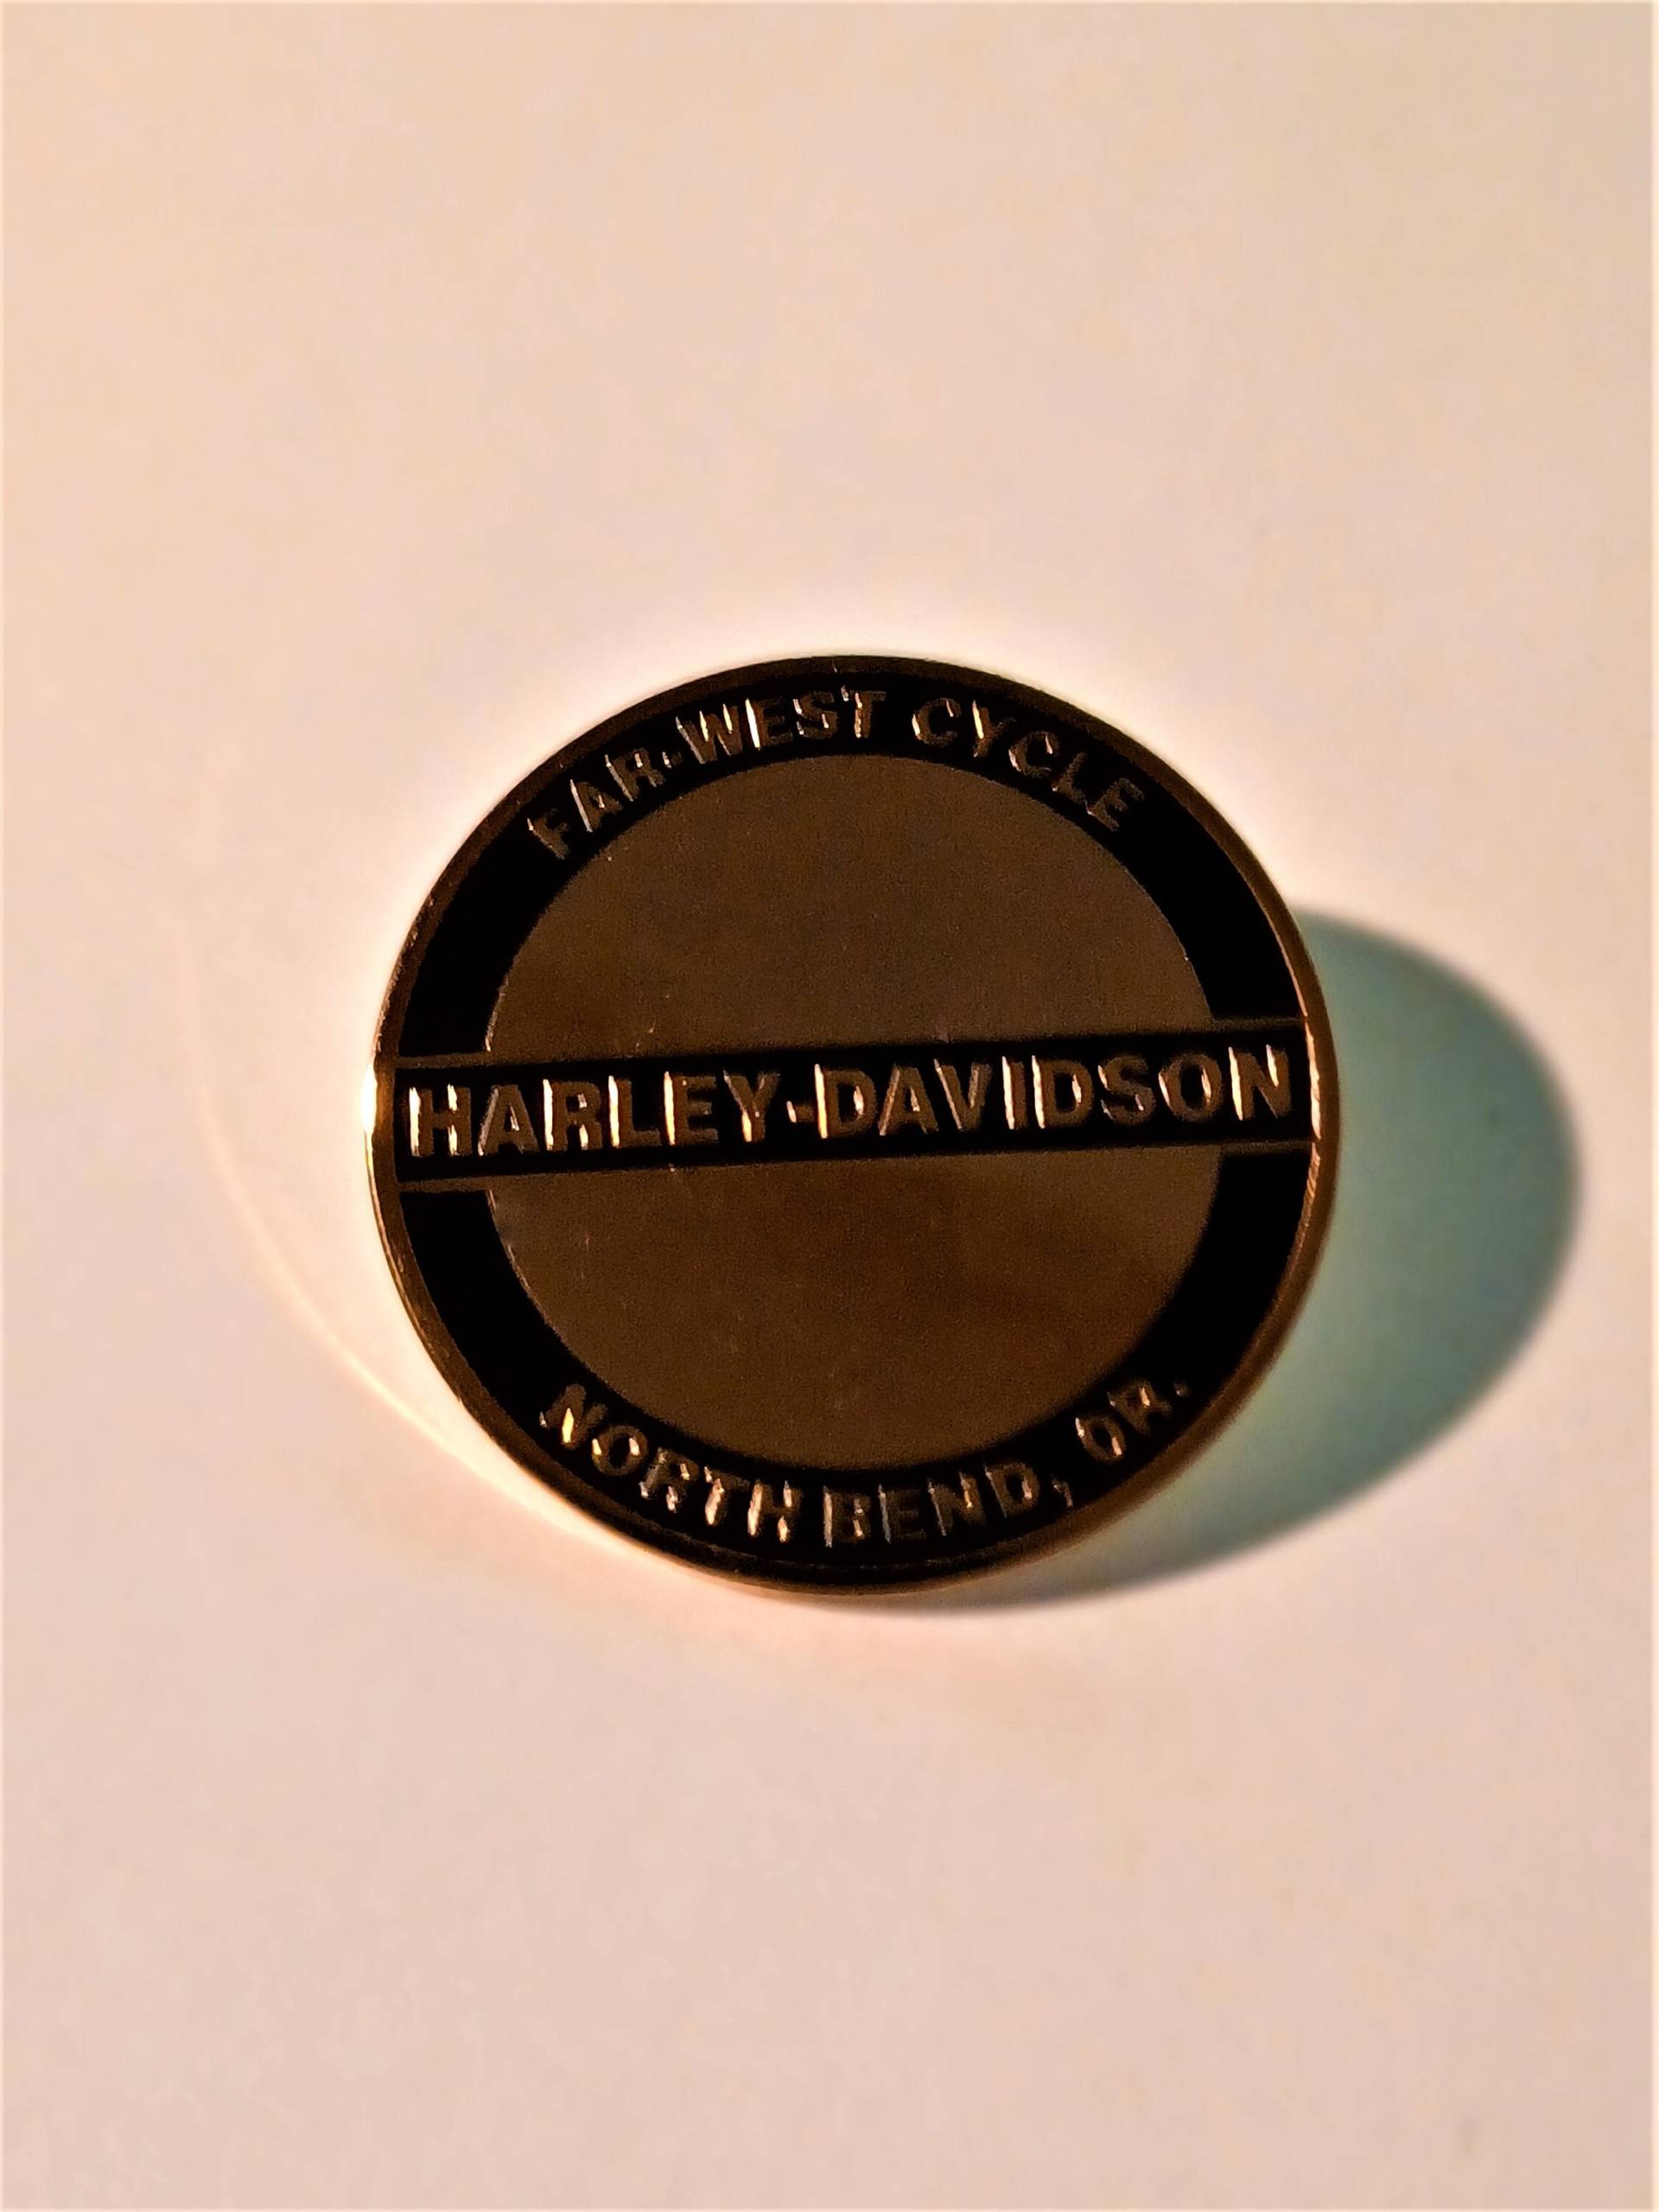 FAR-WEST CYCLE
HARLEY-DAVIDSON
NORTH BEND, OR.